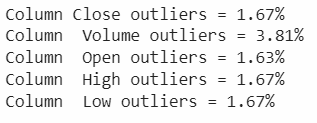 Column Close outliers = 1.67%
Column  Volume outliers = 3.81%
Column  Open outliers = 1.63%
Column  High outliers = 1.67%
Column  Low outliers = 1.67%